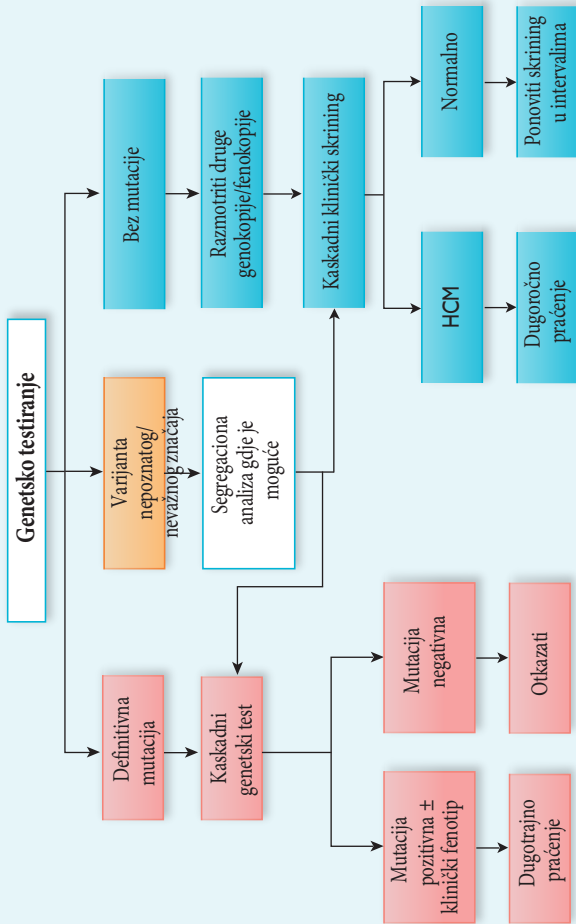 Genetsko testiranje
Definitivna
mutacija
Varijanta
nepoznatog/
nevažnog značaja
Bez mutacije
Kaskadni
genetski test
Segregaciona
analiza gdje je
moguće
Razmotriti druge
genokopije/fenokopije
Kaskadni klinički skrining
Mutacija
pozitivna ±
klinički fenotip
Mutacija
negativna
HCM
Normalno
Dugotrajno
praćenje
Otkazati
Dugoročno
praćenje
Ponoviti skrining
u intervalima